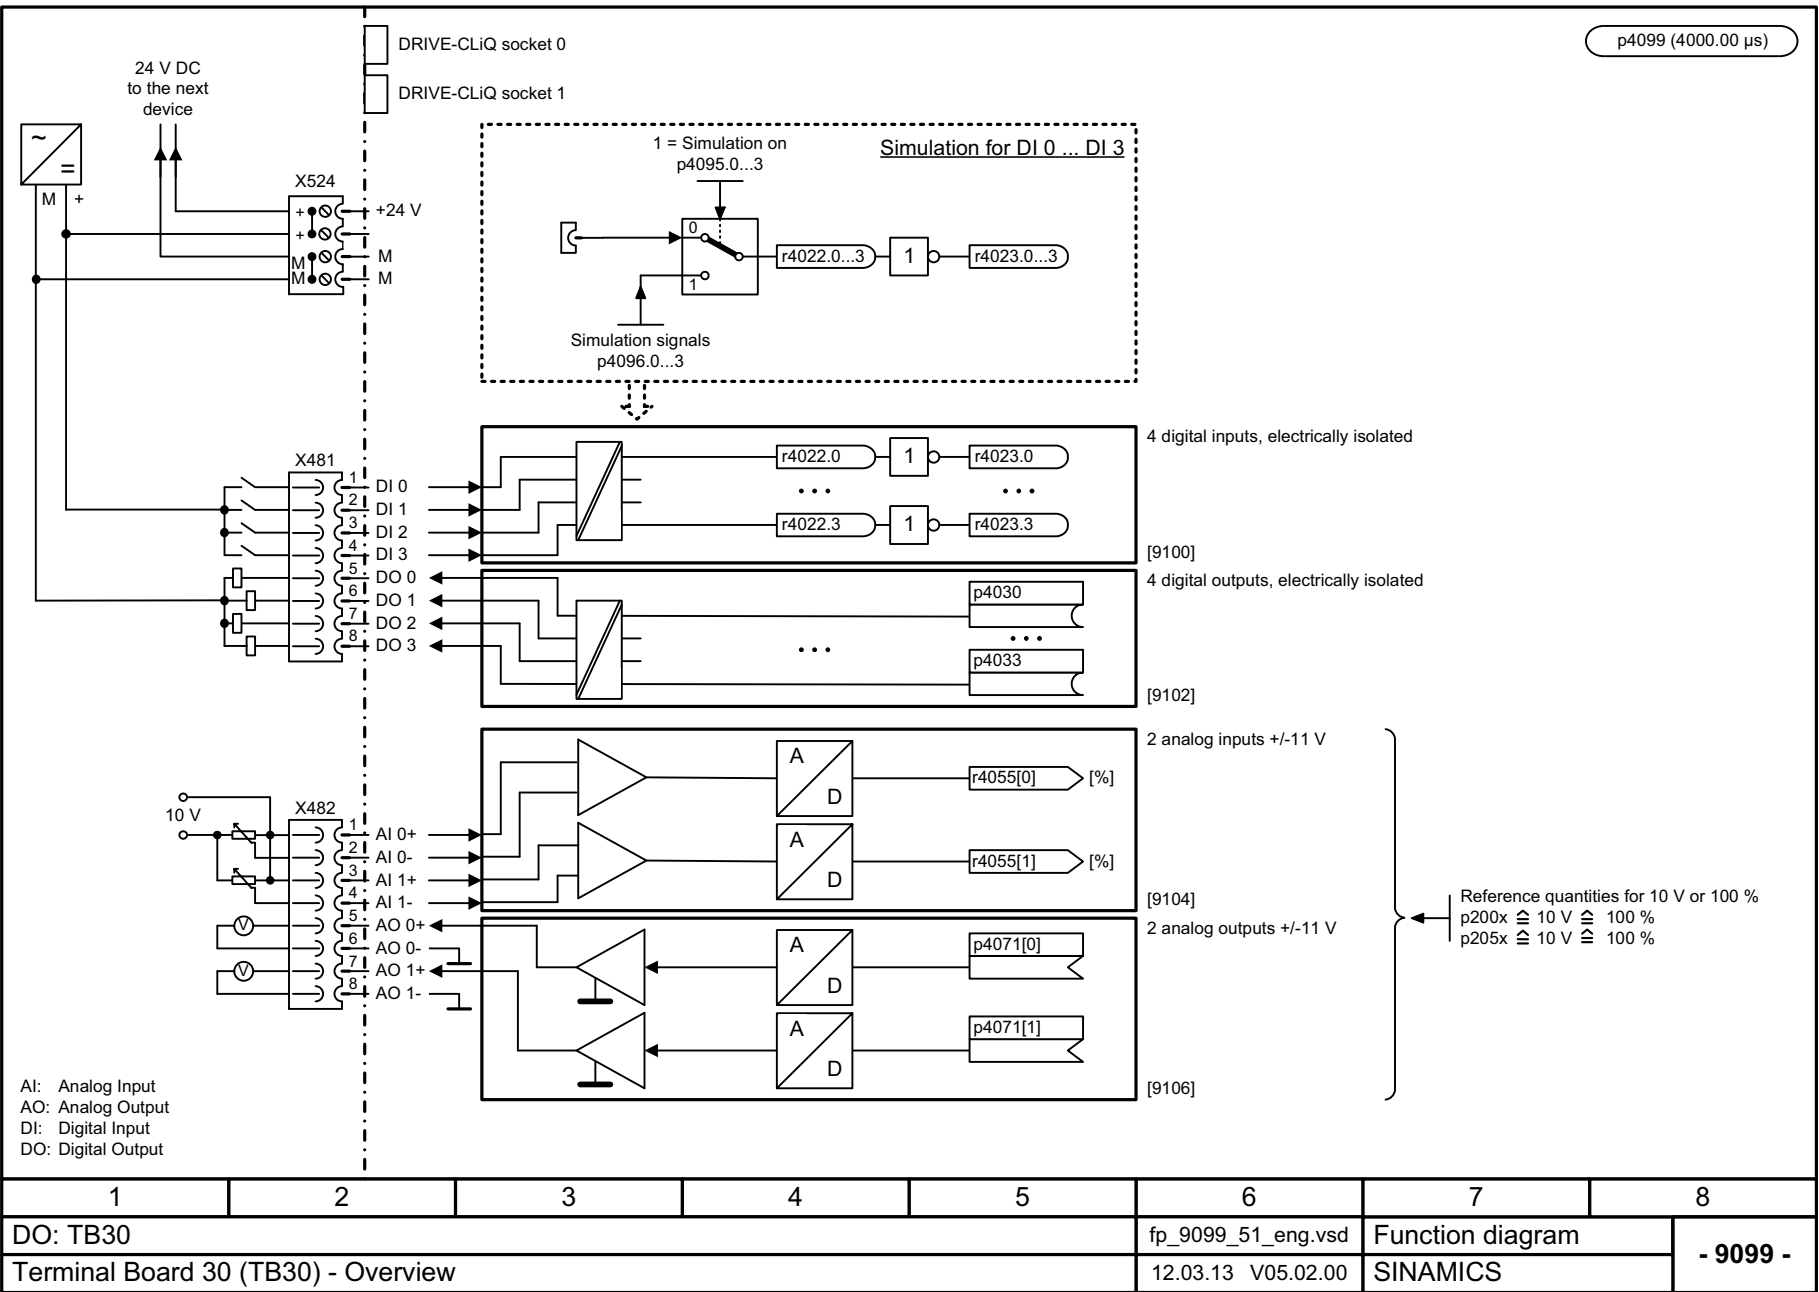 DRIVE-CLiQ socket 0
p4099 (4000.00 µs)
24 V DC
to the next
device
DRIVE-CLiQ socket 1
~
=
M +
1 = Simulation on
p4095.0...3
Simulation for DI 0 ... DI 3
X524
+ +24 V
+
M M
M M
0
1
r4022.0...3 1 r4023.0...3
Simulation signals
p4096.0...3
4 digital inputs, electrically isolated
X481
1 DI 0
2 DI 1
3 DI 2
4 DI 3
5 DO 0
6 DO 1
7 DO 2
8 DO 3
r4022.0 1 r4023.0
... ...
r4022.3 1 r4023.3
[9100]
4 digital outputs, electrically isolated
p4030
... ...
p4033
[9102]
2 analog inputs +/-11 V
10 V
X482
1 AI 0+
2 AI 0-
3 AI 1+
4 AI 1-
5 AO 0+
6 AO 0-
7 AO 1+
8 AO 1-
V
V
A
D
r4055[0] [%]
A
D
r4055[1] [%]
[9104]
2 analog outputs +/-11 V
A
D
p4071[0]
A
D
p4071[1]
[9106]
Reference quantities for 10 V or 100 %
p200x ≙ 10 V ≙ 100 %
p205x ≙ 10 V ≙ 100 %
AI: Analog Input
AO: Analog Output
DI: Digital Input
DO: Digital Output
1 2 3 4 5 6 7 8
DO: TB30 fp_9099_51_eng.vsd Function diagram
- 9099 -
Terminal Board 30 (TB30) - Overview 12.03.13 V05.02.00 SINAMICS